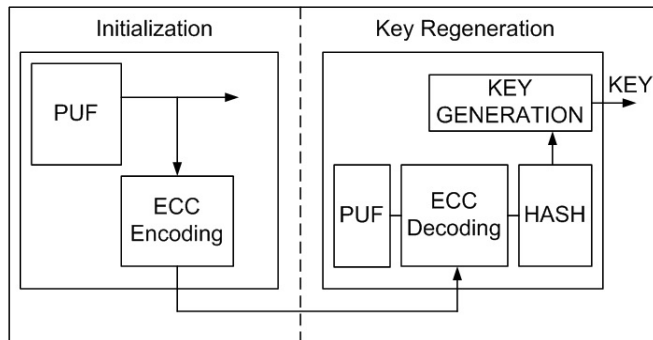 Initialization
PUF
ECC
Encoding
Key Regeneration
KEY
GENERATION
KEY
PUF
ECC
Decoding
HASH